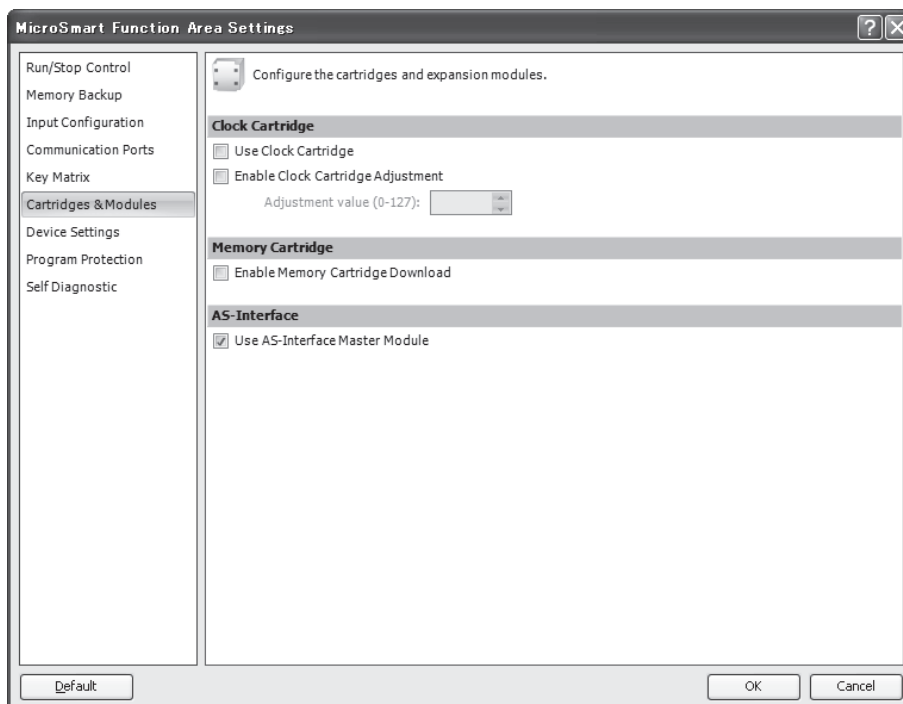 MicroSmart Function Area Settings
Run/Stop Control
Memory Backup
Input Configuration
Communication Ports
Key Matrix
Cartridges & Modules
Device Settings
Program Protection
Self Diagnostic
Configure the cartridges and expansion modules.
Clock Cartridge
Use Clock Cartridge
Enable Clock Cartridge Adjustment
Adjustment value (0-127):
Memory Cartridge
Enable Memory Cartridge Download
AS-Interface
Use AS-Interface Master Module
Default
OK
Cancel